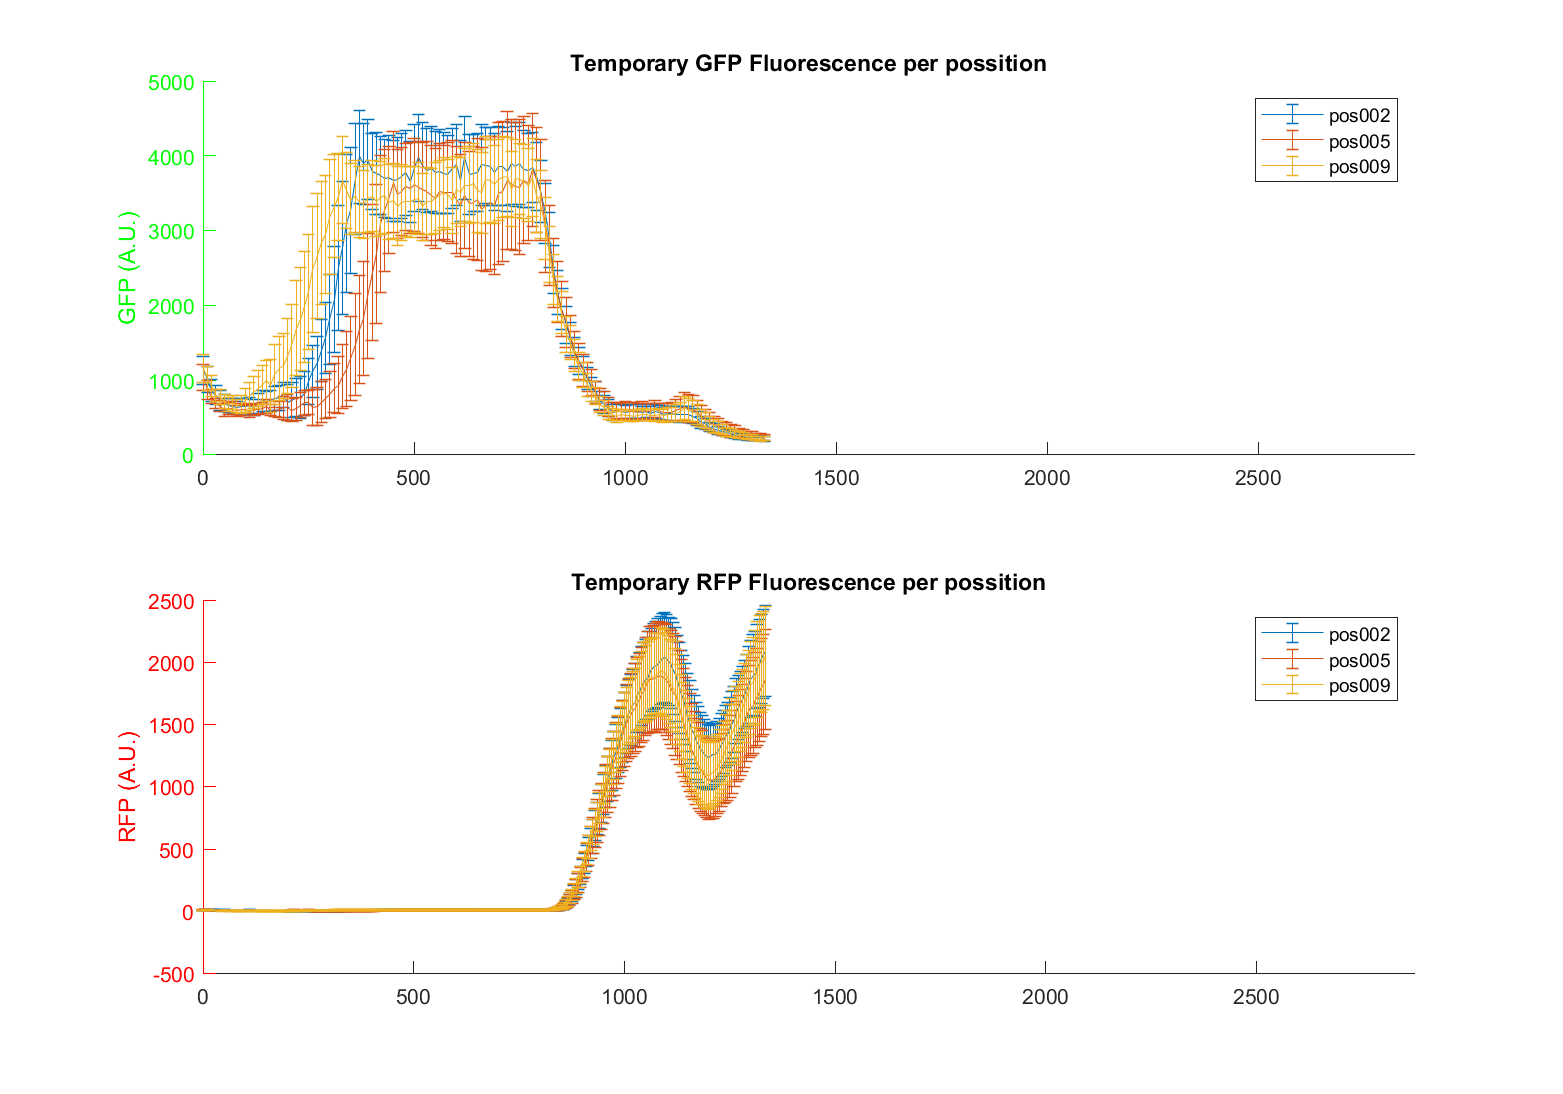 Temporary GFP Fluorescence per possition
5000
4000
3000
2000
1000
0
GFP (A.U.)
0 500 1000 1500 2000 2500
pos002
pos005
pos009
Temporary RFP Fluorescence per possition
2500
2000
1500
1000
500
0
-500
RFP (A.U.)
0 500 1000 1500 2000 2500
pos002
pos005
pos009